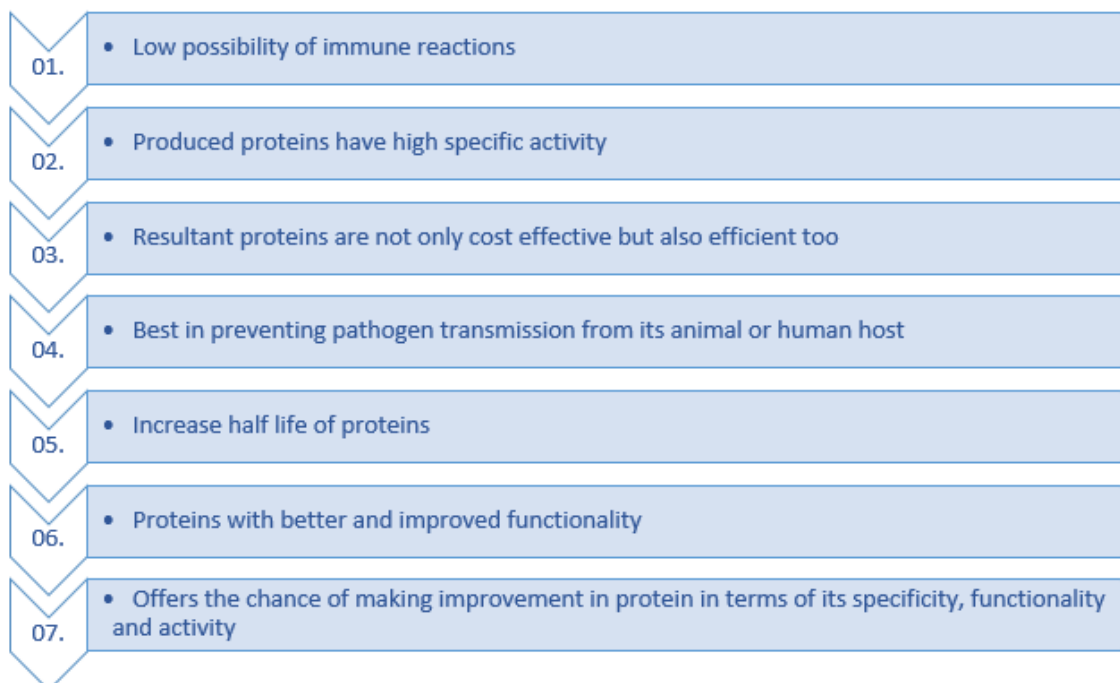 01.
• Low possibility of immune reactions
02.
• Produced proteins have high specific activity
03.
• Resultant proteins are not only cost effective but also efficient too
04.
• Best in preventing pathogen transmission from its animal or human host
05.
• Increase half life of proteins
06.
• Proteins with better and improved functionality
07.
• Offers the chance of making improvement in protein in terms of its specificity, functionality
and activity